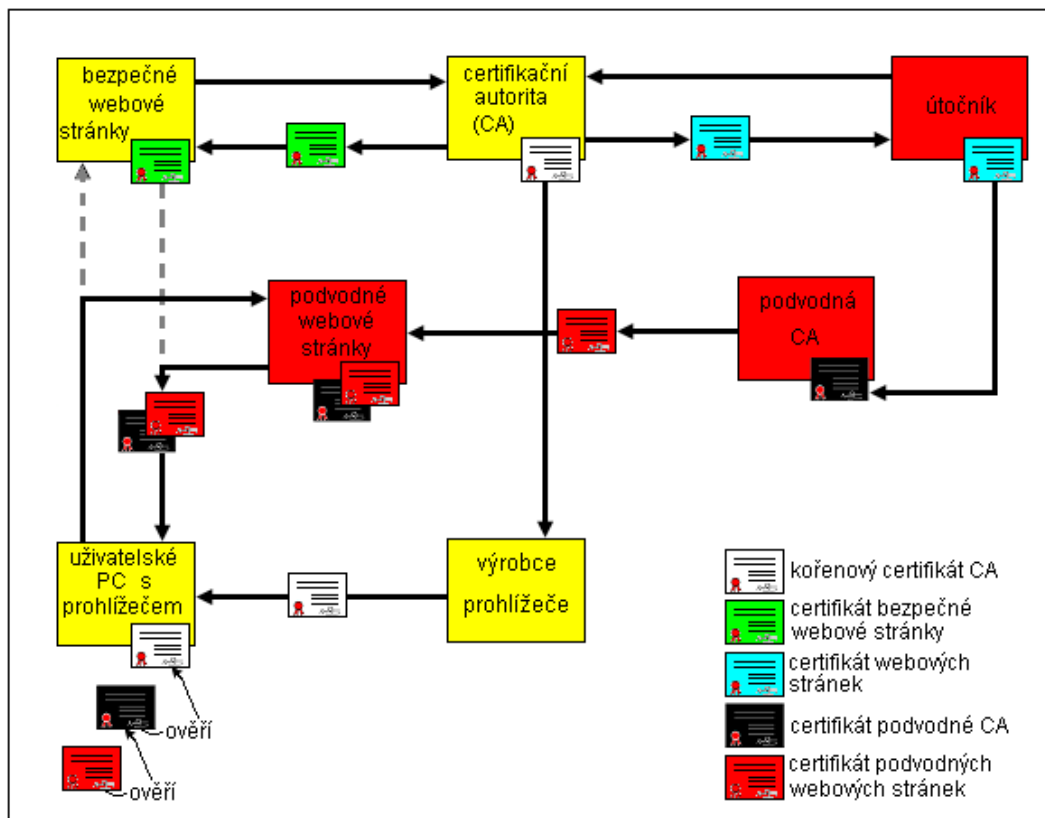 bezpečné
webové
stránky
certifikační
autorita
(CA)
útočník
podvodné
webové
stránky
podvodná
CA
uživatelské
PC s
prohlížečem
výrobce
prohlížeče
ověří
ověří
kořenový certifikát CA
certifikát bezpečné
webové stránky
certifikát webových
stránek
certifikát podvodné CA
certifikát podvodných
webových stránek